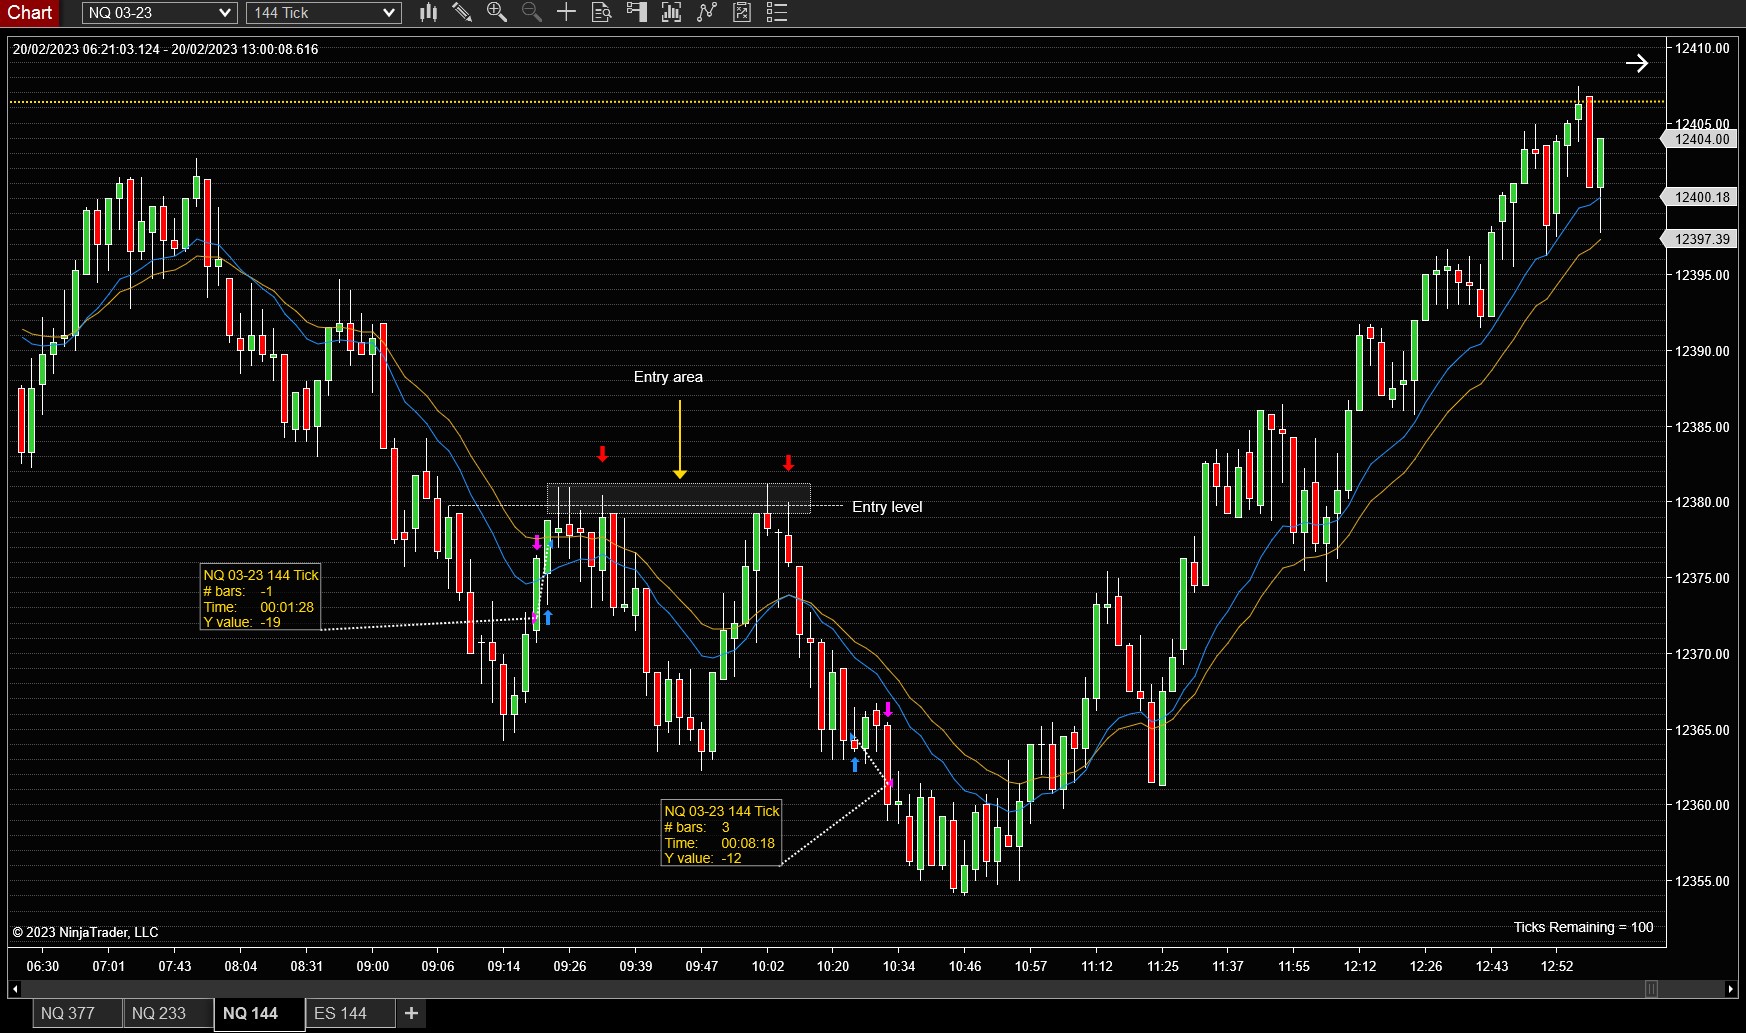 Chart NQ 03-23 144 Tick
20/02/2023 06:21:03.124 - 20/02/2023 13:00:08.616
12410.00
12405.00
12404.00
12400.18
12397.39
12395.00
12390.00
Entry area
12385.00
12380.00
Entry level
NQ 03-23 144 Tick
# bars: -1
Time: 00:01:28
Y value: -19
12375.00
12370.00
12365.00
NQ 03-23 144 Tick
# bars: 3
Time: 00:08:18
Y value: -12
12360.00
12355.00
© 2023 NinjaTrader, LLC
Ticks Remaining = 100
06:30 07:01 07:43 08:04 08:31 09:00 09:06 09:14 09:26 09:39 09:47 10:02 10:20 10:34 10:46 10:57 11:12 11:25 11:37 11:55 12:12 12:26 12:43 12:52
NQ 377 NQ 233 NQ 144 ES 144 +